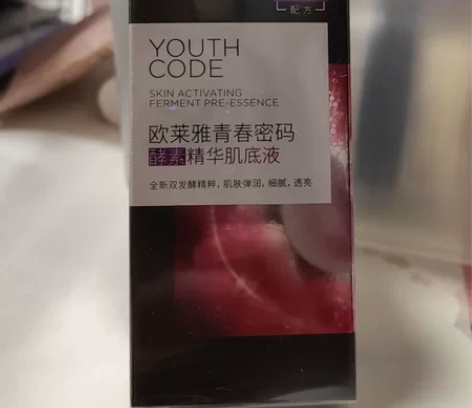 配方
YOUTH
CODE
SKIN ACTIVATING
FERMENT PRE-ESSENCE
欧莱雅青春密码
酵素精华肌底液
全新双发酵精粹，肌肤弹润，细腻，透亮